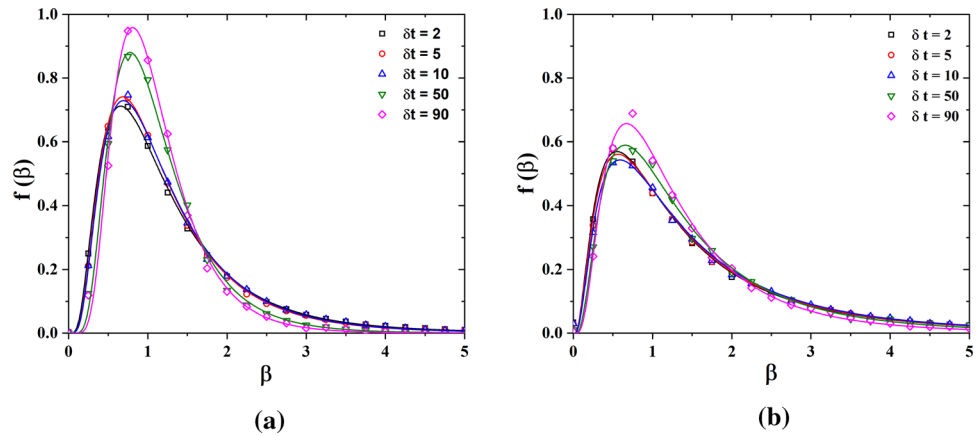 1.0
0.8
0.6
0.4
0.2
0.0
f (β)
0 1 2 3 4 5
β
δt = 2
δt = 5
δt = 10
δt = 50
δt = 90
(a)
1.0
0.8
0.6
0.4
0.2
0.0
f (β)
0 1 2 3 4 5
β
δ t = 2
δ t = 5
δ t = 10
δ t = 50
δ t = 90
(b)